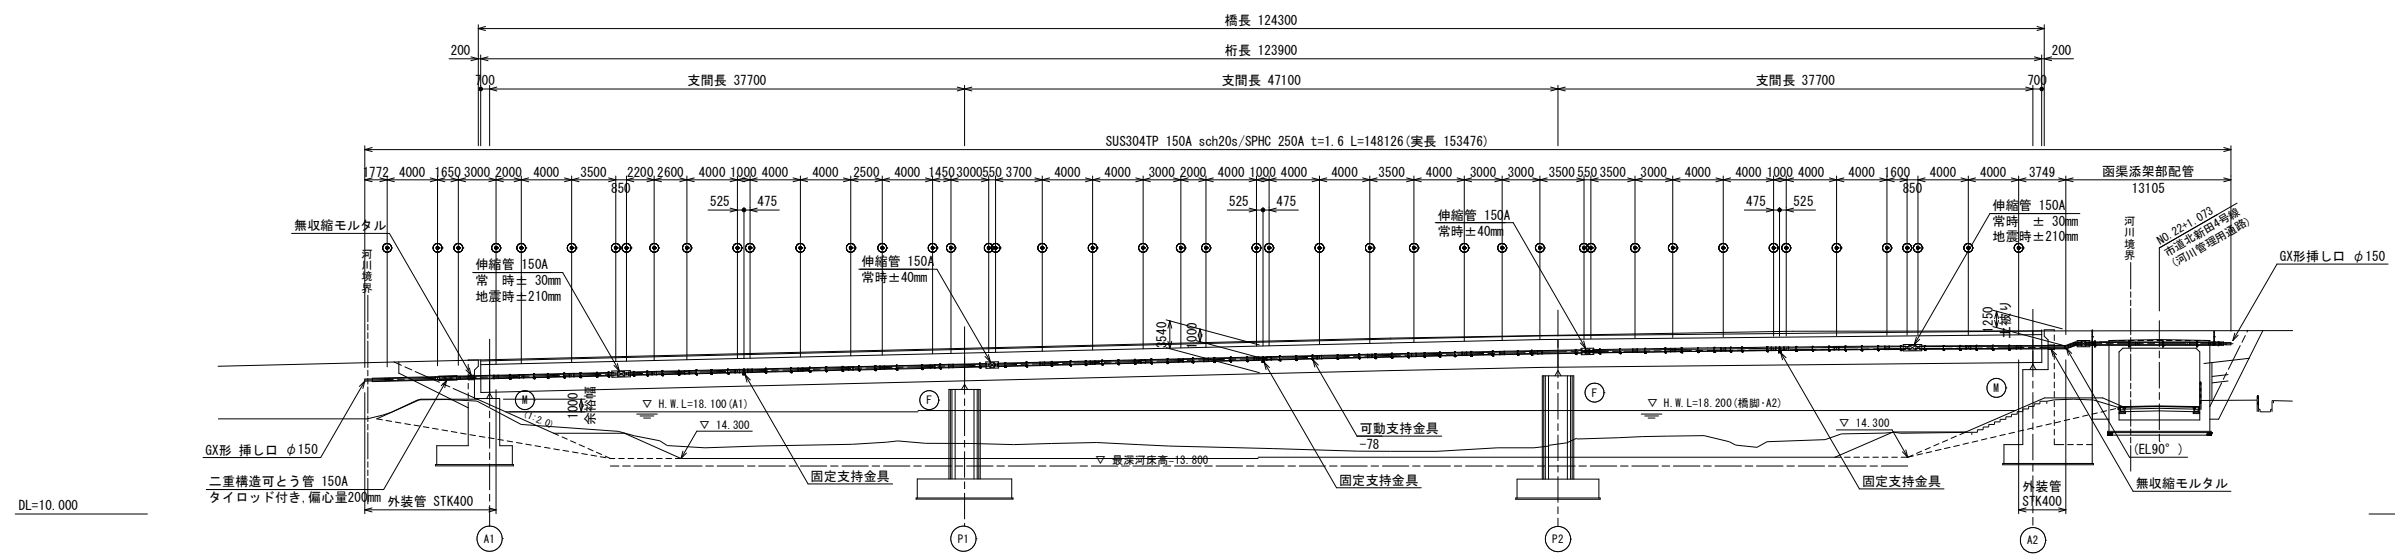 橋長 124300
200
桁長 123900
200
700
支間長 37700
支間長 47100
支間長 37700
700
SUS304TP 150A sch20s/SPHC 250A t=1.6 L=148126(実長 153476)
1772 4000 1650 3000 2000 4000 3500 2200 2600 4000 1000 4000 4000 2500 4000 1450 3000 550 3700 4000 4000 3000 2000 4000 1000 4000 4000 3500 4000 3000 3000 3500 550 3500 3000 4000 4000 1000 4000 4000 1600 4000 4000 3749 函渠添架部配管
850
850
13105
525
475
525
475
475
525
無収縮モルタル
河川境界
伸縮管 150A
常 時± 30mm
地震時±210mm
伸縮管 150A
常時±40mm
伸縮管 150A
常時±40mm
伸縮管 150A
常時 ± 30mm
地震時±210mm
河川境界
NO.22+1.073
市道北新田4号線
(河川管理用通路)
GX形挿し口 φ150
2540
1250
土被り
M
1000
余裕幅
(1:2.0)
▽ H.W.L=18.100(A1)
▽ 14.300
F
▽ 最深河床高=13.800
可動支持金具
-78
F
▽ H.W.L=18.200(橋脚・A2)
▽ 14.300
M
(EL90°)
GX形 挿し口 φ150
二重構造可とう管 150A
タイロッド付き,偏心量200mm
外装管 STK400
固定支持金具
固定支持金具
固定支持金具
無収縮モルタル
外装管
STK400
DL=10.000
A1
P1
P2
A2